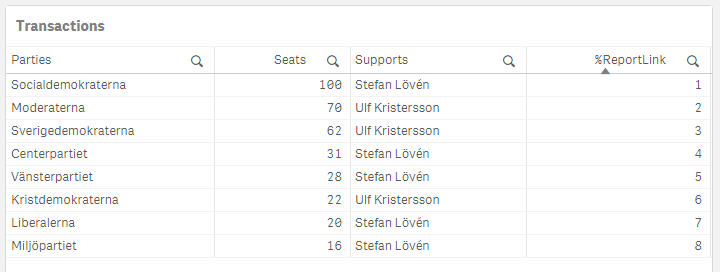 Transactions
Parties Seats Supports %ReportLink
Socialdemokraterna 100 Stefan Lövén 1
Moderaterna 70 Ulf Kristersson 2
Sverigedemokraterna 62 Ulf Kristersson 3
Centerpartiet 31 Stefan Lövén 4
Vänsterpartiet 28 Stefan Lövén 5
Kristdemokraterna 22 Ulf Kristersson 6
Liberalerna 20 Stefan Lövén 7
Miljöpartiet 16 Stefan Lövén 8